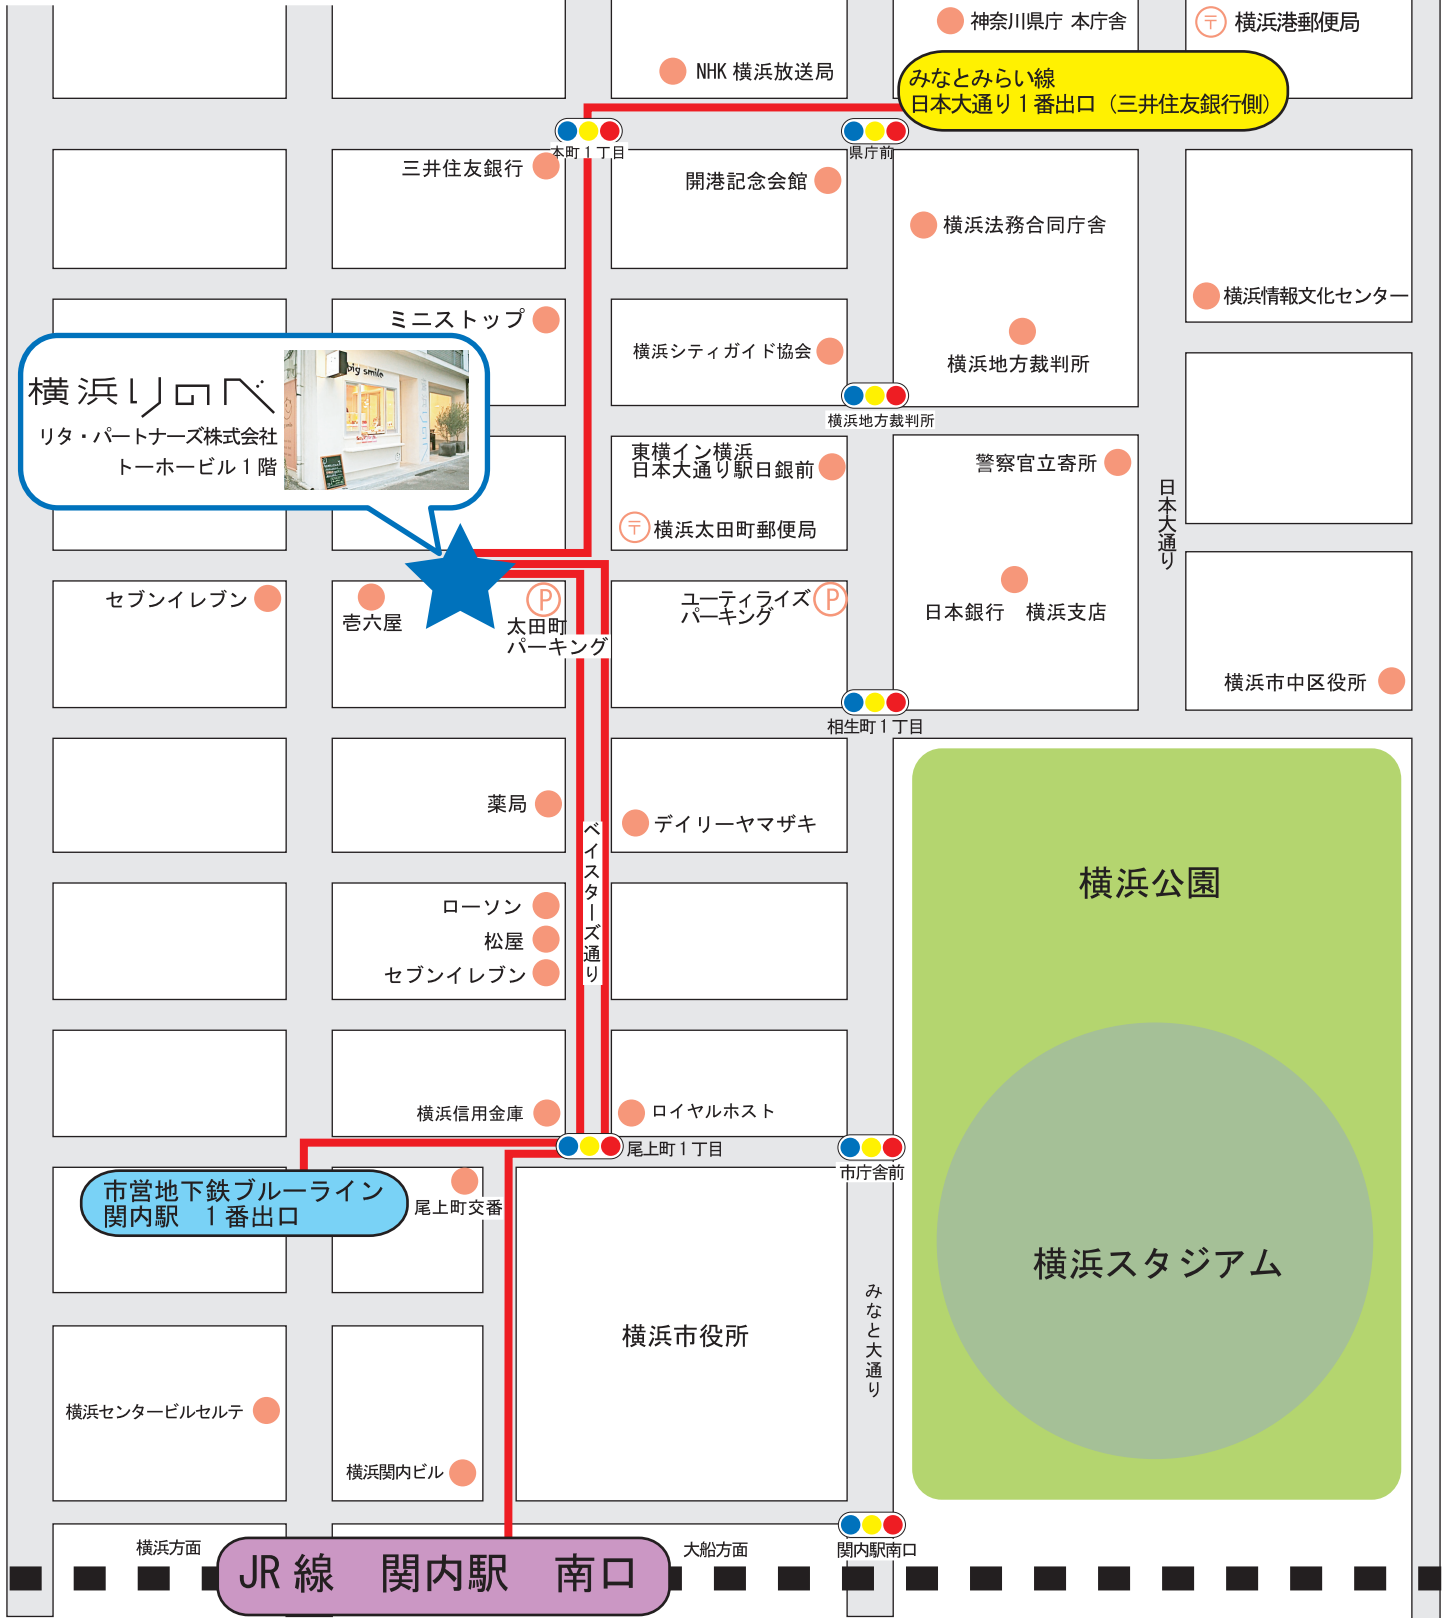 神奈川県庁 本庁舎
〒 横浜港郵便局
NHK 横浜放送局
みなとみらい線
日本大通り1番出口（三井住友銀行側）
本町1丁目
県庁前
三井住友銀行
開港記念会館
横浜法務合同庁舎
横浜情報文化センター
ミニストップ
横浜シティガイド協会
横浜地方裁判所
横浜地方裁判所
横浜リのべ
リタ・パートナーズ株式会社
トーホービル1階
big smile
東横イン横浜
日本大通り駅日銀前
〒 横浜太田町郵便局
警察官立寄所
日本大通り
セブンイレブン
壱六屋
P
太田町
パーキング
ユーティライズ
パーキング
P
日本銀行 横浜支店
横浜市中区役所
相生町1丁目
薬局
デイリーヤマザキ
ベイスターズ通り
横浜公園
ローソン
松屋
セブンイレブン
横浜信用金庫
ロイヤルホスト
尾上町1丁目
市庁舎前
市営地下鉄ブルーライン
関内駅 1番出口
尾上町交番
横浜スタジアム
みなと大通り
横浜市役所
横浜センタービルセルテ
横浜関内ビル
横浜方面
JR線 関内駅 南口
大船方面
関内駅南口